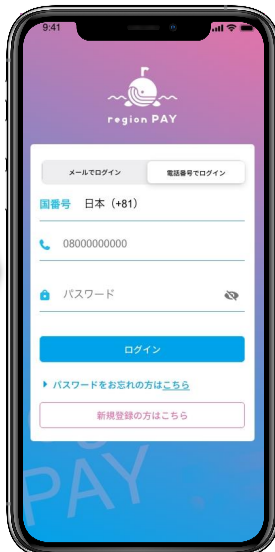 9:41
region PAY
メールでログイン
電話番号でログイン
国番号 日本（+81）
08000000000
パスワード
ログイン
パスワードをお忘れの方はこちら
新規登録の方はこちら
PAY